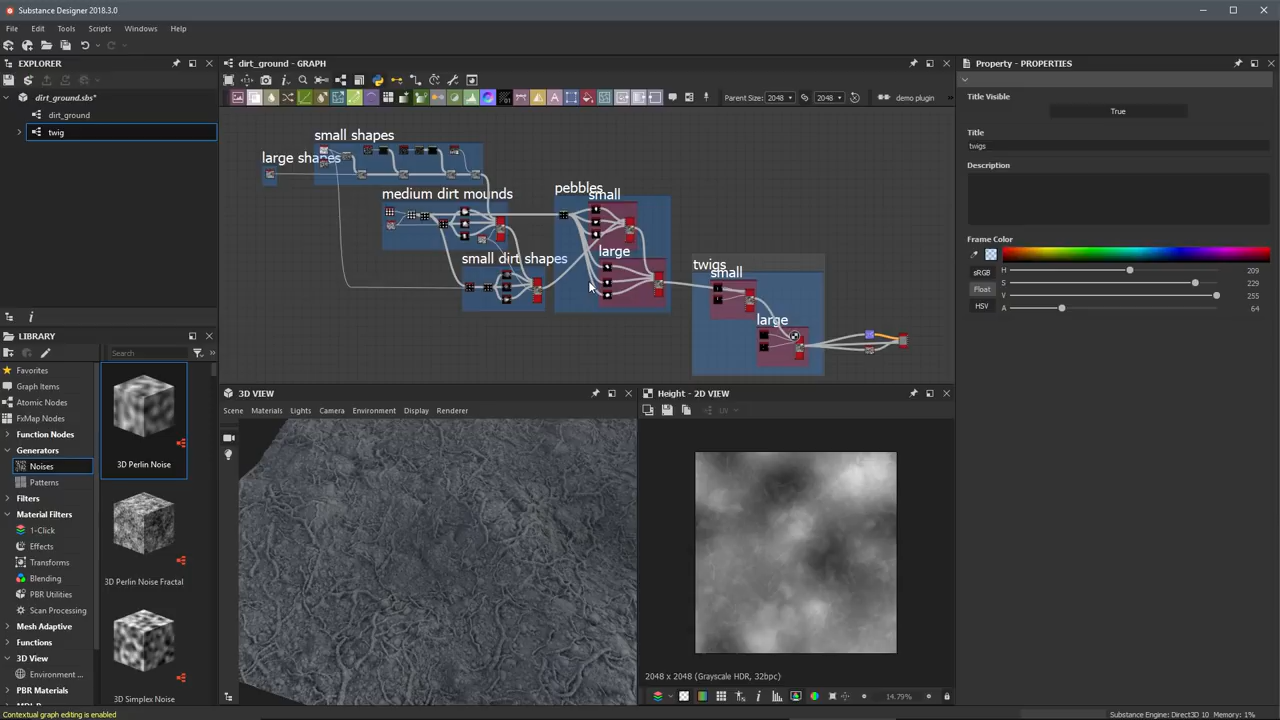 Substance Designer 2018.3.0
File Edit Tools Scripts Windows Help
EXPLORER
dirt_ground.sbs*
dirt_ground
twig
LIBRARY
Search
Favorites
Graph Items
Atomic Nodes
FxMap Nodes
Function Nodes
Generators
Noises
Patterns
Filters
Material Filters
1-Click
Effects
Transforms
Blending
PBR Utilities
Scan Processing
Mesh Adaptive
Functions
3D View
Environment ...
PBR Materials
3D Perlin Noise
3D Perlin Noise Fractal
3D Simplex Noise
Contextual graph editing is enabled
dirt_ground - GRAPH
Parent Size: 2048 2048 demo plugin
small shapes
large shapes
medium dirt mounds
small dirt shapes
pebbles
small
large
twigs
small
large
3D VIEW
Scene Materials Lights Camera Environment Display Renderer
Height - 2D VIEW
UV
2048 x 2048 (Grayscale HDR, 32bpc)
14.79%
Property - PROPERTIES
Title Visible
True
Title
twigs
Description
Frame Color
sRGB
Float
HSV
H 209
S 229
V 255
A 64
Substance Engine: Direct3D 10 Memory: 1%